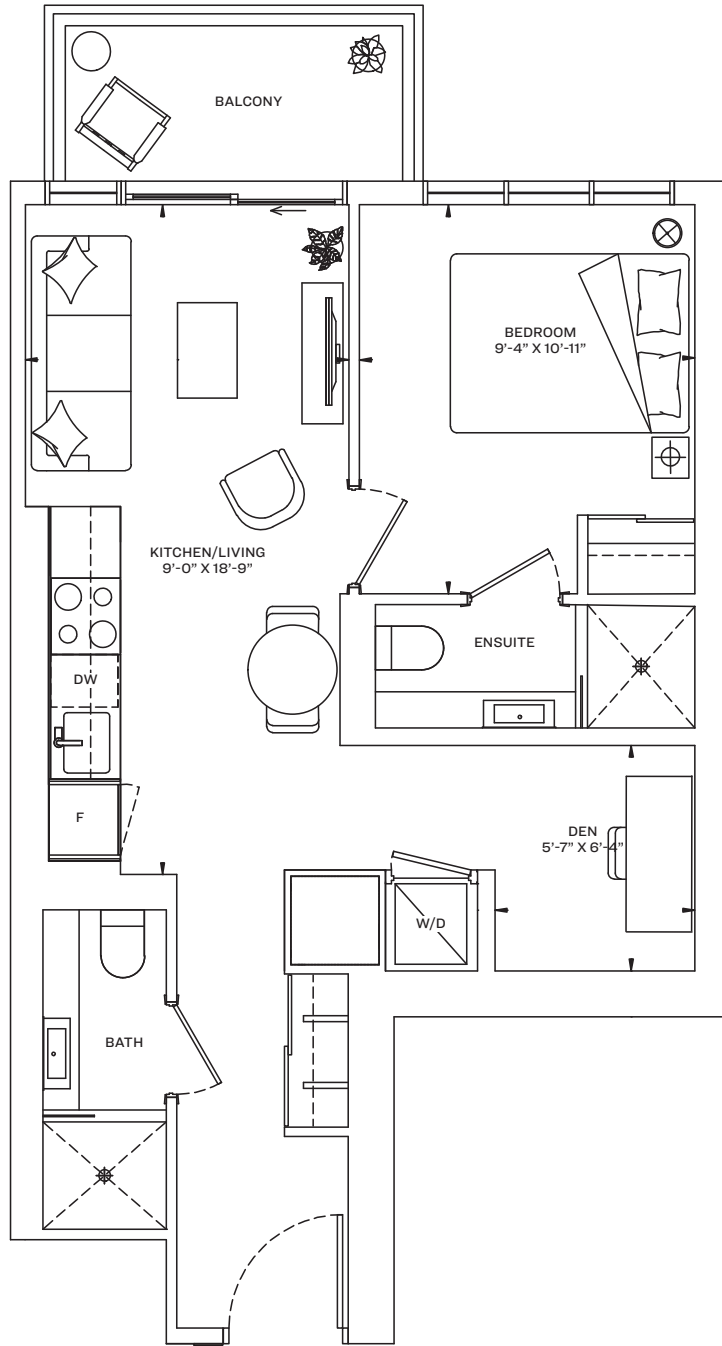 BALCONY
BEDROOM
9'-4” X 10'-11”
KITCHEN/LIVING
9'-0” X 18'-9”
ENSUITE
DW
F
DEN
5'-7” X 6'-4”
W/D
BATH